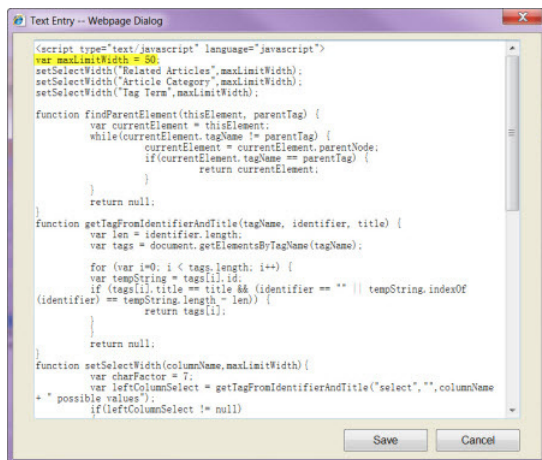 Text Entry -- Webpage Dialog
<script type="text/javascript" language="javascript">
var maxLimitWidth = 50;
setSelectWidth("Related Articles",maxLimitWidth);
setSelectWidth("Article Category",maxLimitWidth);
setSelectWidth("Tag Term",maxLimitWidth);
function findParentElement(thisElement, parentTag) {
var currentElement = thisElement;
while(currentElement.tagName != parentTag) {
currentElement = currentElement.parentNode;
if(currentElement.tagName == parentTag) {
return currentElement;
}
}
return null;
}
function getTagFromIdentifierAndTitle(tagName, identifier, title) {
var len = identifier.length;
var tags = document.getElementsByTagName(tagName);
for (var i=0; i < tags.length; i++) {
var tempString = tags[i].id;
if (tags[i].title == title && (identifier == "" || tempString.indexOf
(identifier) == tempString.length - len)) {
return tags[i];
}
}
return null;
}
function setSelectWidth(columnName,maxLimitWidth){
var charFactor = 7;
var leftColumnSelect = getTagFromIdentifierAndTitle("select","",columnName
+ " possible values");
if(leftColumnSelect != null)
Save Cancel